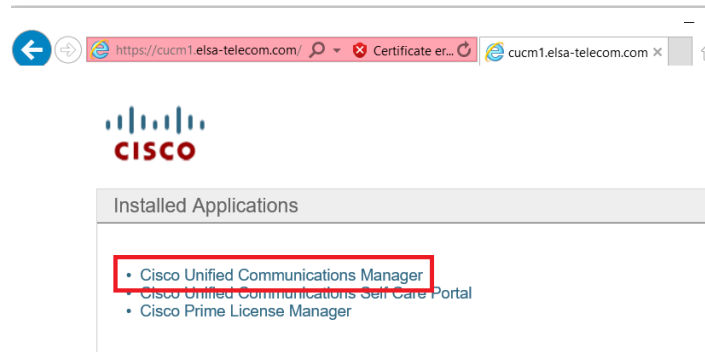 https://cucm1.elsa-telecom.com/ Certificate er... cucm1.elsa-telecom.com
CISCO
Installed Applications
• Cisco Unified Communications Manager
• Cisco Unified Communications Self Care Portal
• Cisco Prime License Manager